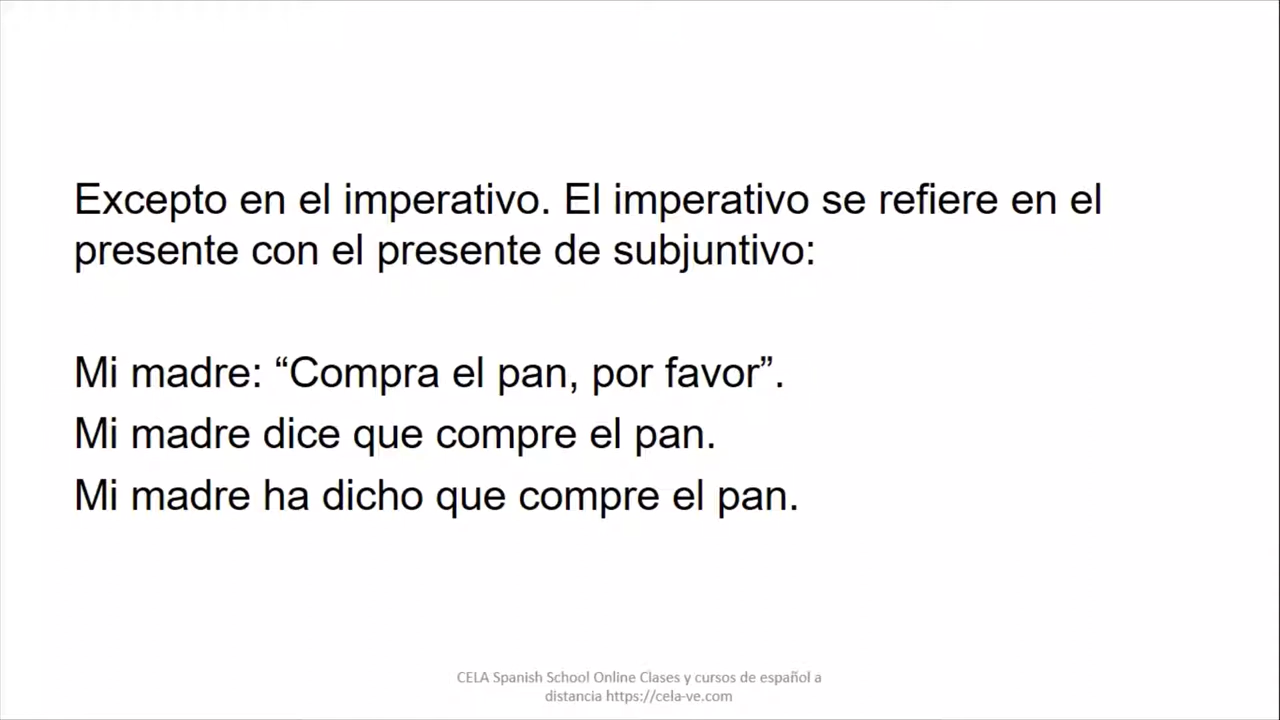 Excepto en el imperativo. El imperativo se refiere en el
presente con el presente de subjuntivo:
Mi madre: “Compra el pan, por favor”.
Mi madre dice que compre el pan.
Mi madre ha dicho que compre el pan.
CELA Spanish School Online Clases y cursos de español a
distancia https://cela-ve.com